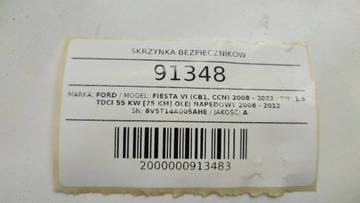 SKRZYNKA BEZPIECZNIKÓW
91348
MARKA: FORD / MODEL: FIESTA VI (CB1, CCN) 2008 - 2022 / TYP: 1.6
TDCI 55 KW [75 KM] OLEJ NAPĘDOWY 2008 - 2012
SN: 8V5T14A005AHE / JAKOŚĆ: A
2000000913483